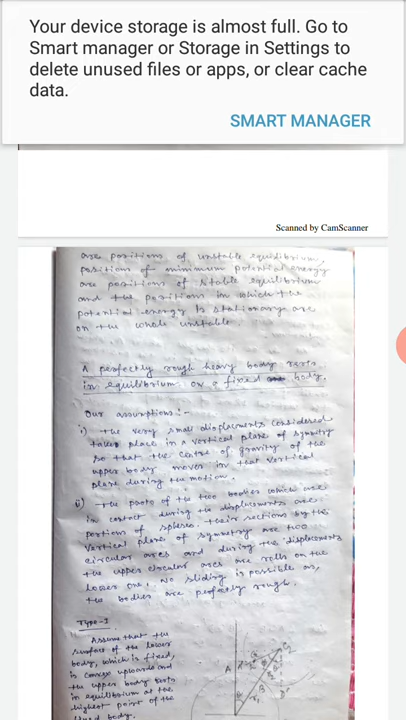 Your device storage is almost full. Go to
Smart manager or Storage in Settings to
delete unused files or apps, or clear cache
data.
SMART MANAGER
Scanned by CamScanner
are positions of unstable equilibrium,
positions of minimum potential energy
are positions of stable equilibrium
and the positions in which the
potential energy is stationary are
on the whole unstable.
A perfectly rough heavy body rests
in equilibrium on a fixed body.
Our assumptions :-
i) the very small displacements considered
takes place in a vertical plane of symmetry
so that the centre of gravity of the
upper body moves in that vertical
plane during the motion.
ii) The parts of the two bodies which are
in contact during the displacements are
portions of spheres. their sections by the
vertical plane of symmetry are two
circular arcs and during the displacements
the upper circular arcs are rolls on the
lower one. No sliding is possible as,
the bodies are perfectly rough.
Type-I
Assume that the
surface of the lower
body, which is fixed,
is convex upwards and
the upper body rests
in equilibrium at the
highest point of the
fixed body.
A